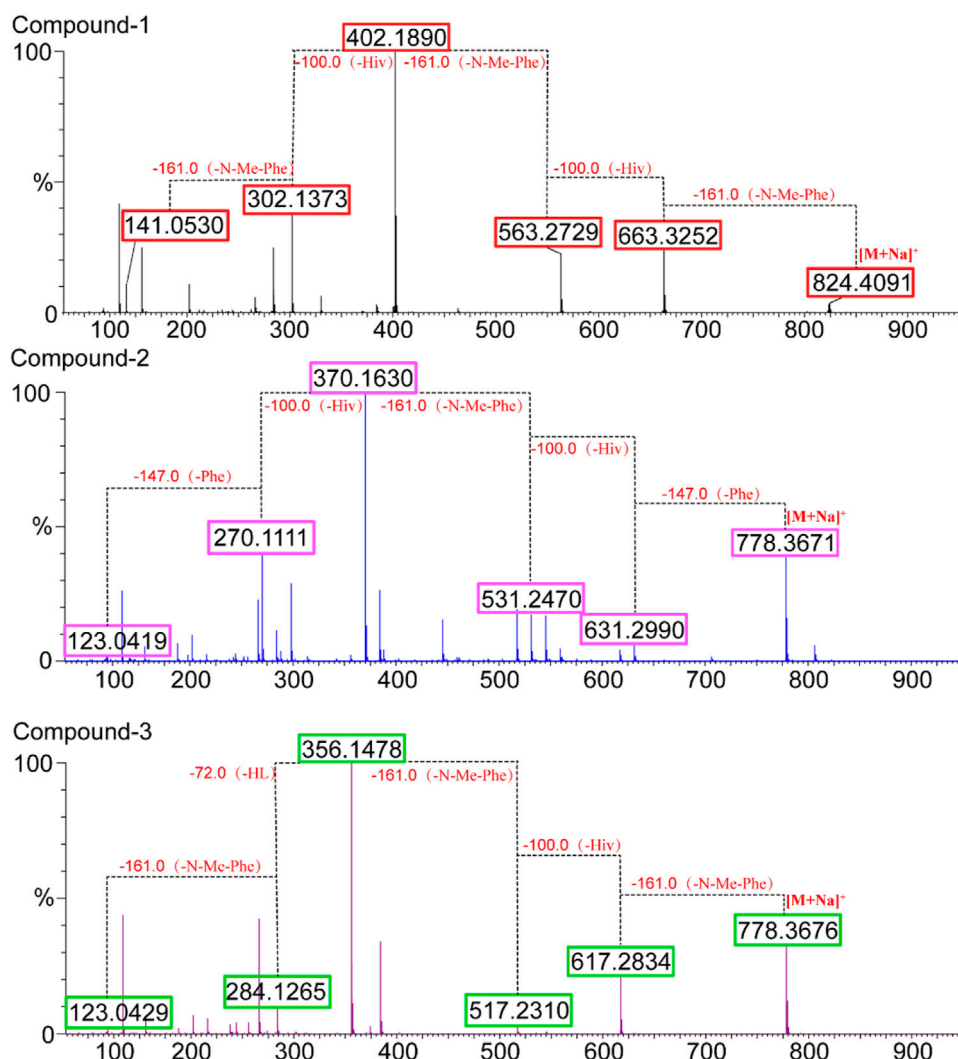 Compound-1
100
402.1890
-100.0 (-Hiv)
-161.0 (-N-Me-Phe)
-161.0 (-N-Me-Phe)
-100.0 (-Hiv)
%
302.1373
-161.0 (-N-Me-Phe)
141.0530
563.2729
663.3252
[M+Na]+
824.4091
0
100 200 300 400 500 600 700 800 900
Compound-2
100
370.1630
-100.0 (-Hiv)
-161.0 (-N-Me-Phe)
-100.0 (-Hiv)
-147.0 (-Phe)
-147.0 (-Phe)
%
[M+Na]+
270.1111
778.3671
531.2470
123.0419
631.2990
0
100 200 300 400 500 600 700 800 900
Compound-3
100
356.1478
-72.0 (-HL)
-161.0 (-N-Me-Phe)
-100.0 (-Hiv)
-161.0 (-N-Me-Phe)
-161.0 (-N-Me-Phe)
%
[M+Na]+
778.3676
617.2834
284.1265
123.0429
517.2310
0
100 200 300 400 500 600 700 800 900